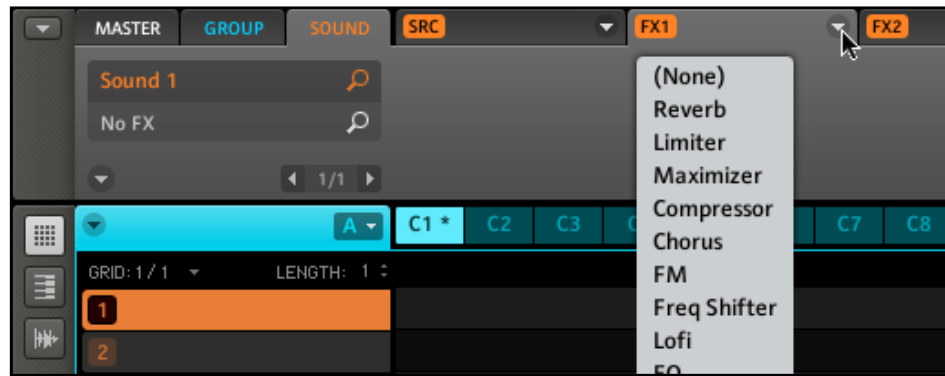 MASTER GROUP SOUND SRC FX1 FX2
Sound 1
No FX
1/1
(None)
Reverb
Limiter
Maximizer
Compressor
Chorus
FM
Freq Shifter
Lofi
EQ
A C1 * C2 C3 C7 C8
GRID: 1 / 1 LENGTH: 1
1
2